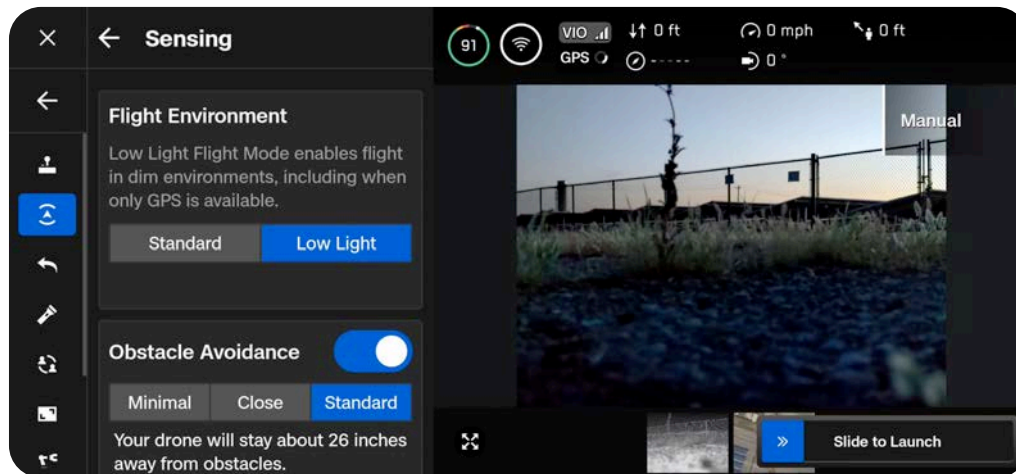 Sensing
Flight Environment
Low Light Flight Mode enables flight
in dim environments, including when
only GPS is available.
Standard Low Light
Obstacle Avoidance
Minimal Close Standard
Your drone will stay about 26 inches
away from obstacles.
91 VIO 0 ft 0 mph 0 ft
GPS ----- 0°
Manual
Slide to Launch